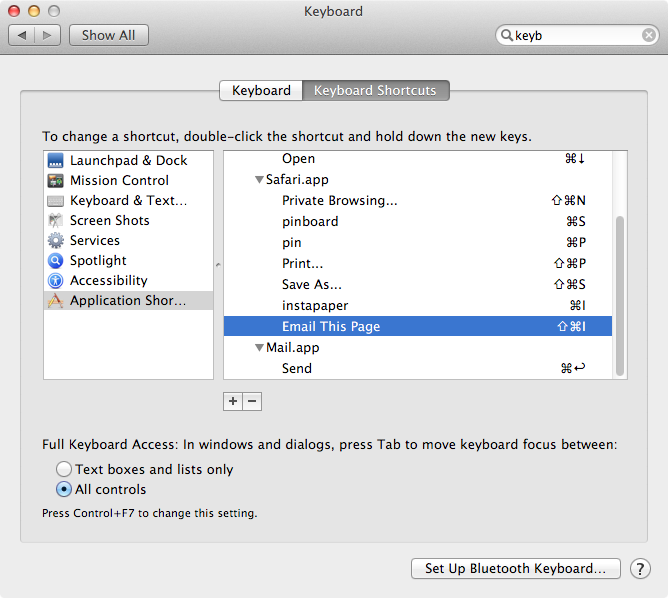 Keyboard
Show All
keyb
Keyboard
Keyboard Shortcuts
To change a shortcut, double-click the shortcut and hold down the new keys.
Launchpad & Dock
Mission Control
Keyboard & Text...
Screen Shots
Services
Spotlight
Accessibility
Application Shor...
Open ⌘↓
Safari.app
Private Browsing... ⇧⌘N
pinboard ⌘S
pin ⌘P
Print... ⇧⌘P
Save As... ⇧⌘S
instapaper ⌘I
Email This Page ⇧⌘I
Mail.app
Send ⌘↩
+ −
Full Keyboard Access: In windows and dialogs, press Tab to move keyboard focus between:
Text boxes and lists only
All controls
Press Control+F7 to change this setting.
Set Up Bluetooth Keyboard... ?